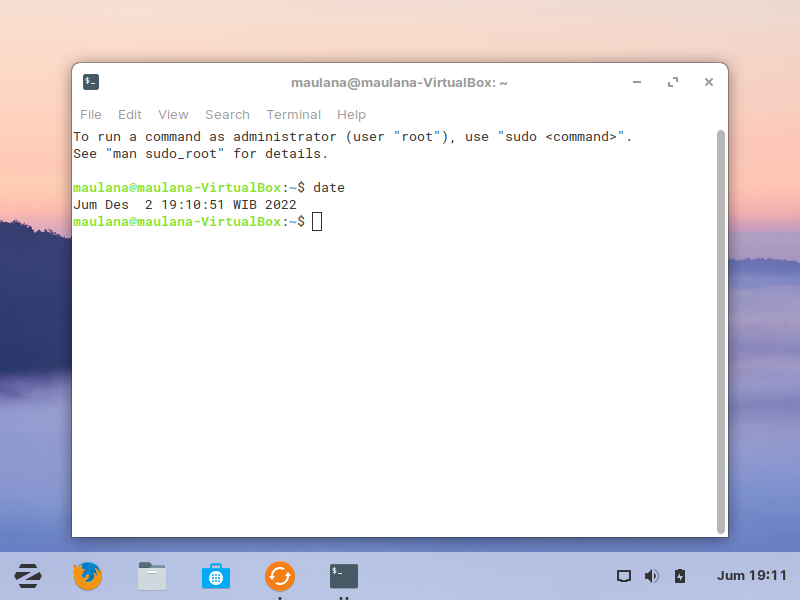 maulana@maulana-VirtualBox: ~
File Edit View Search Terminal Help
To run a command as administrator (user "root"), use "sudo <command>".
See "man sudo_root" for details.
maulana@maulana-VirtualBox:~$ date
Jum Des  2 19:10:51 WIB 2022
maulana@maulana-VirtualBox:~$
Jum 19:11